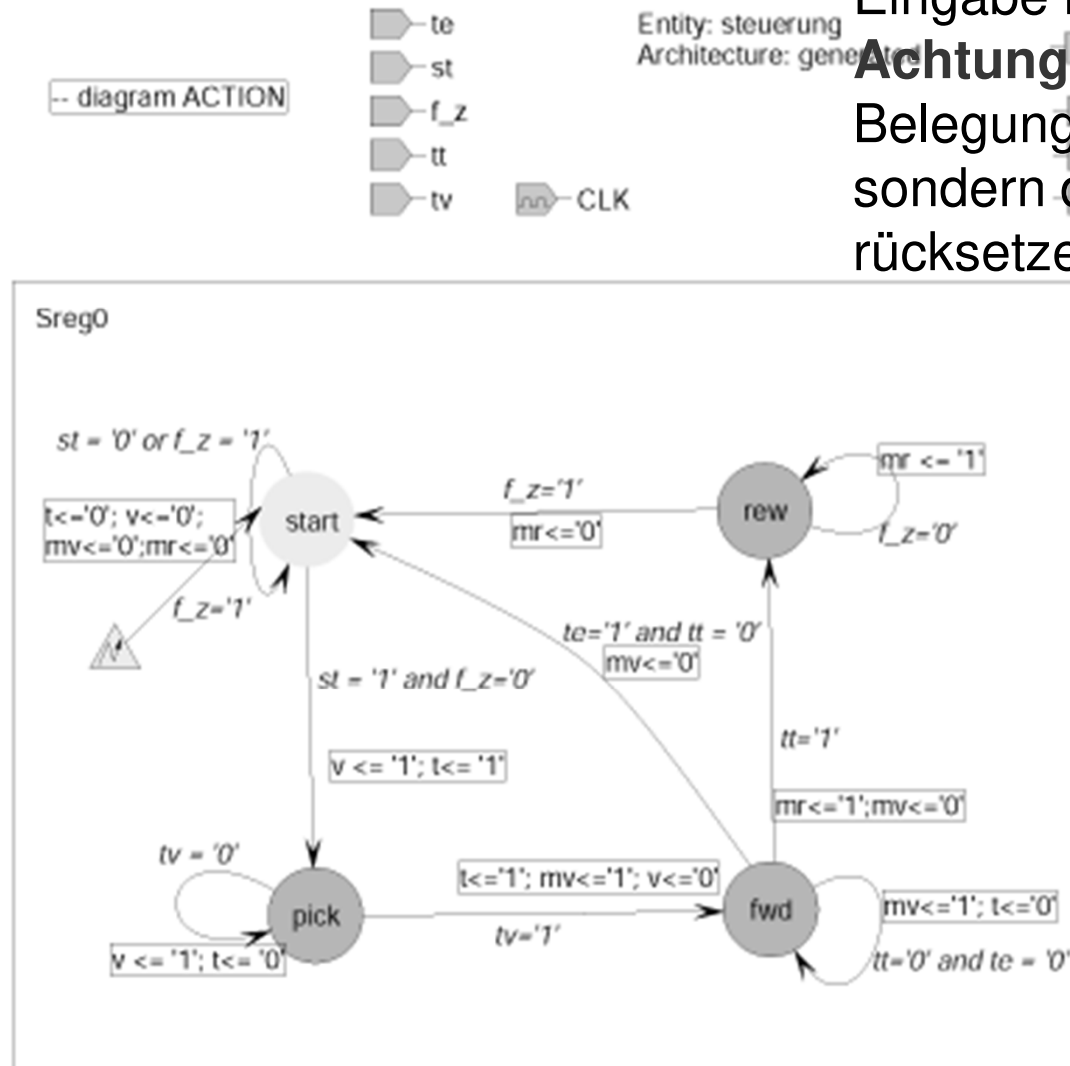 te
st
f_z
tt
tv
CLK
-- diagram ACTION
Entity: steuerung
Architecture:
Achtung
Belegung
sondern
Sreg0
st = '0' or f_z = '1'
t<='0'; v<='0';
mv<='0';mr<='0'
f_z='1'
start
f_z='1'
mr<='0'
rew
mr <= '1'
f_z='0'
te='1' and tt = '0'
mv<='0'
st = '1' and f_z='0'
v <= '1'; t<= '1'
tt='1'
mr<='1';mv<='0'
tv = '0'
pick
v <= '1'; t<= '0'
t<='1'; mv<='1'; v<='0'
tv='1'
fwd
mv<='1'; t<='0'
tt='0' and te = '0'